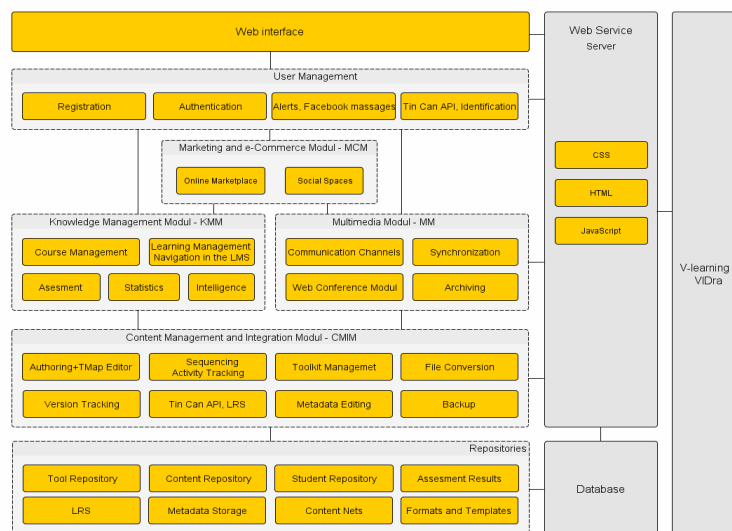 Web interface
Web Service
Server
User Management
Registration
Authentication
Alerts, Facebook massages
Tin Can API, Identification
Marketing and e-Commerce Modul - MCM
Online Marketplace
Social Spaces
CSS
HTML
JavaScript
Knowledge Management Modul - KMM
Course Management
Learning Management
Navigation in the LMS
Asesment
Statistics
Intelligence
Multimedia Modul - MM
Communication Channels
Synchronization
Web Conference Modul
Archiving
V-learning
VIDra
Content Management and Integration Modul - CMIM
Authoring+TMap Editor
Sequencing
Activity Tracking
Toolkit Managemet
File Conversion
Version Tracking
Tin Can API, LRS
Metadata Editing
Backup
Repositories
Tool Repository
Content Repository
Student Repository
Assesment Results
LRS
Metadata Storage
Content Nets
Formats and Templates
Database